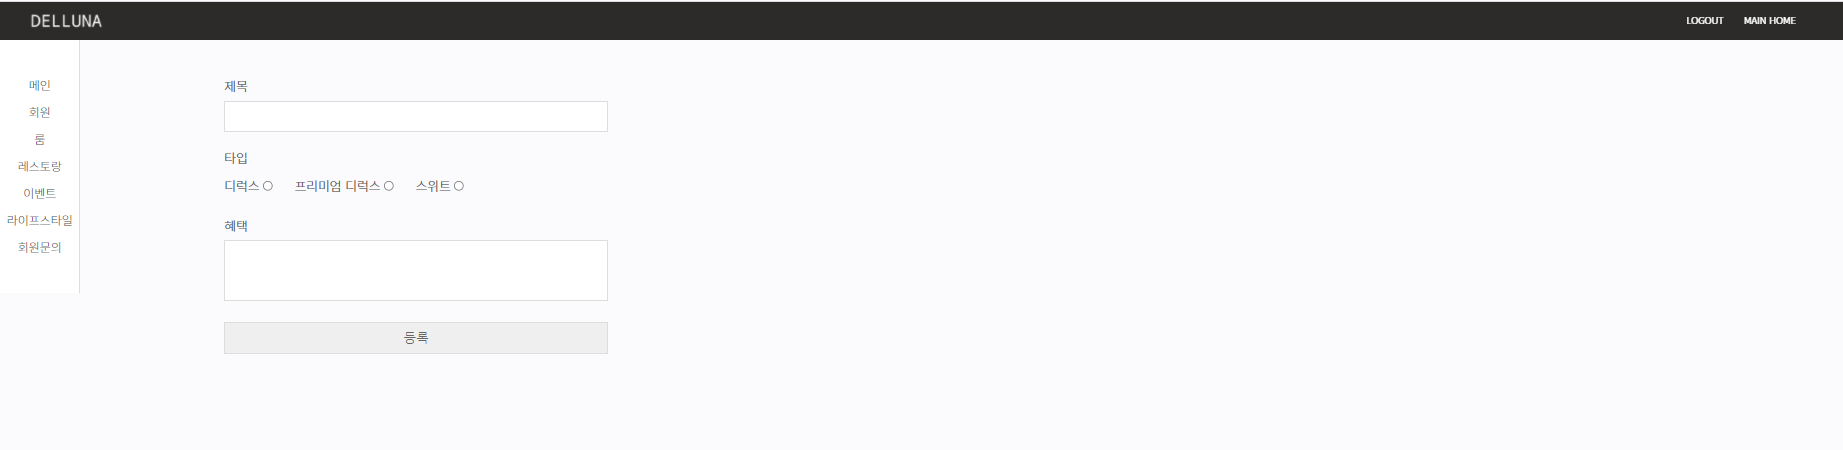 DELLUNA
LOGOUT MAIN HOME
메인
회원
룸
레스토랑
이벤트
라이프스타일
회원문의
제목
타입
디럭스 프리미엄 디럭스 스위트
혜택
등록